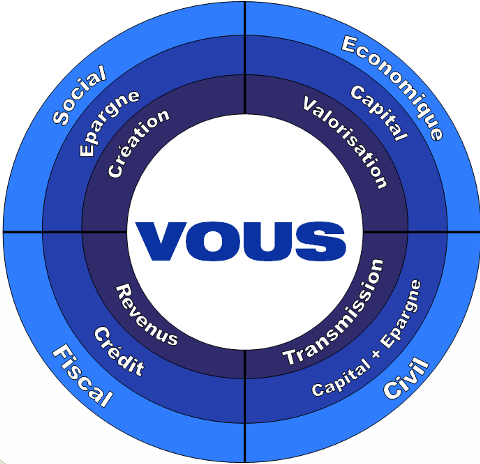 Social
Epargne
Création
Economique
Capital
Valorisation
VOUS
Revenus
Crédit
Fiscal
Transmission
Capital + Epargne
Civil